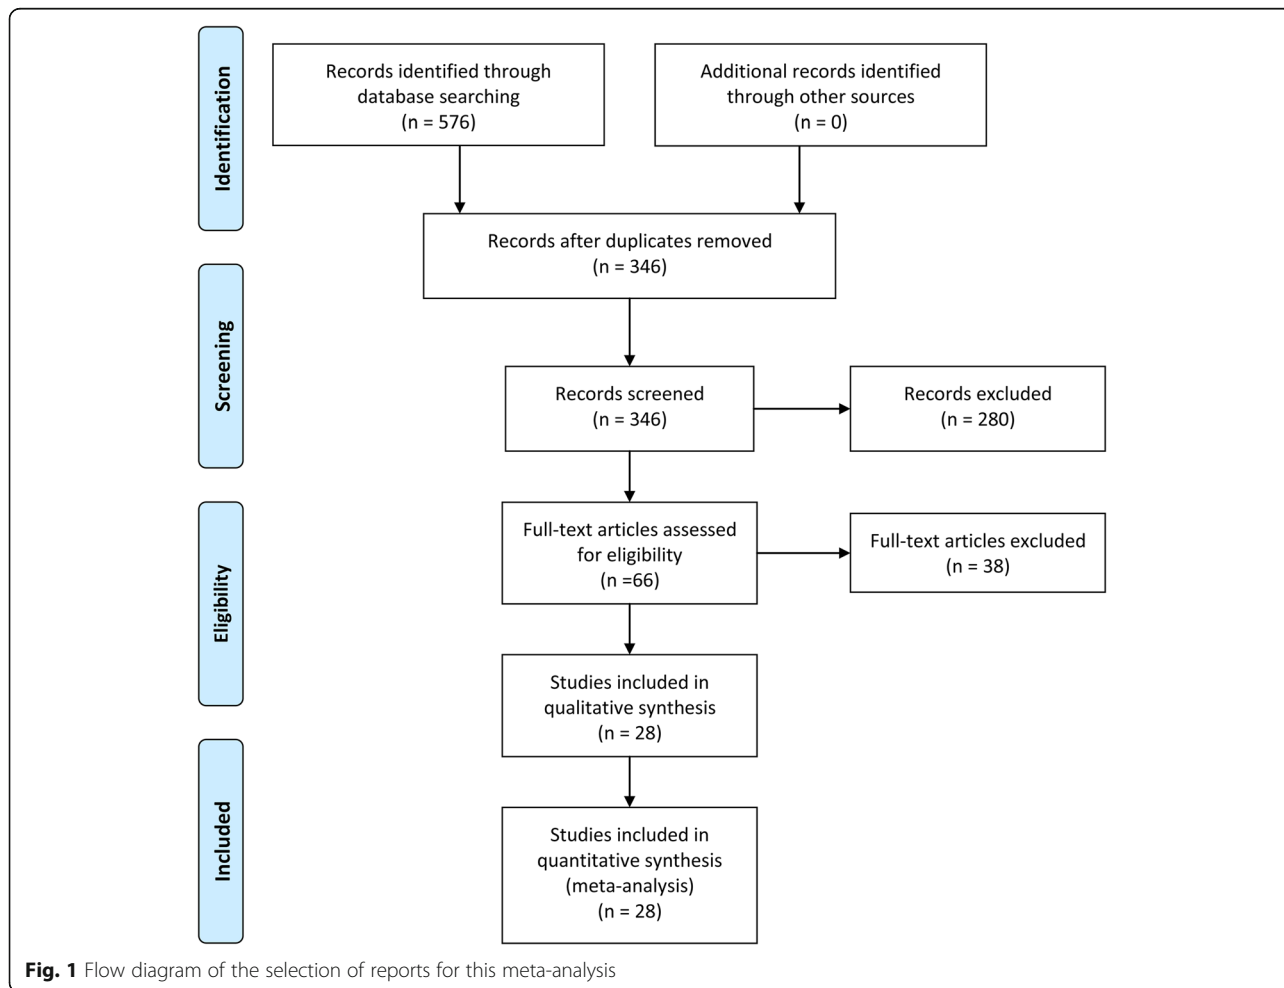 Identification
Records identified through
database searching
(n = 576)
Additional records identified
through other sources
(n = 0)
Records after duplicates removed
(n = 346)
Screening
Records screened
(n = 346)
Records excluded
(n = 280)
Eligibility
Full-text articles assessed
for eligibility
(n =66)
Full-text articles excluded
(n = 38)
Studies included in
qualitative synthesis
(n = 28)
Included
Studies included in
quantitative synthesis
(meta-analysis)
(n = 28)
Fig. 1 Flow diagram of the selection of reports for this meta-analysis